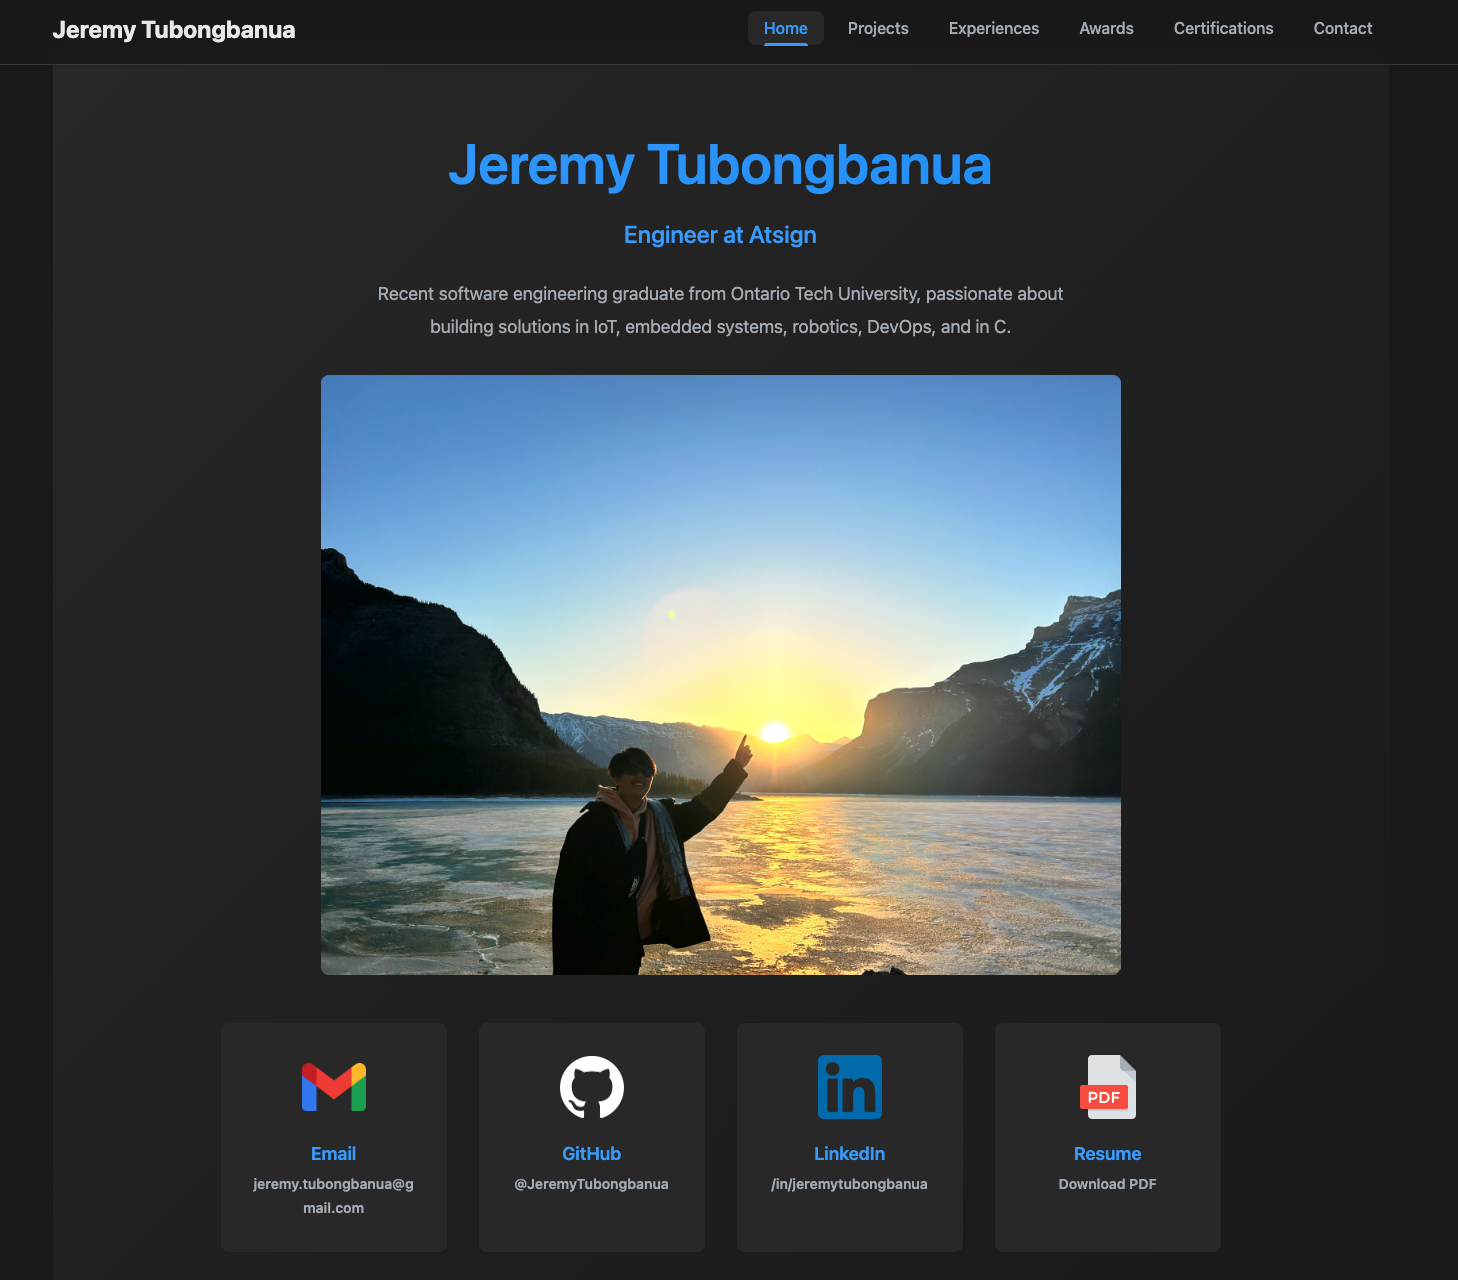 Jeremy Tubongbanua
Home Projects Experiences Awards Certifications Contact
Jeremy Tubongbanua
Engineer at Atsign
Recent software engineering graduate from Ontario Tech University, passionate about
building solutions in IoT, embedded systems, robotics, DevOps, and in C.
Email
jeremy.tubongbanua@g
mail.com
GitHub
@JeremyTubongbanua
in
LinkedIn
/in/jeremytubongbanua
PDF
Resume
Download PDF